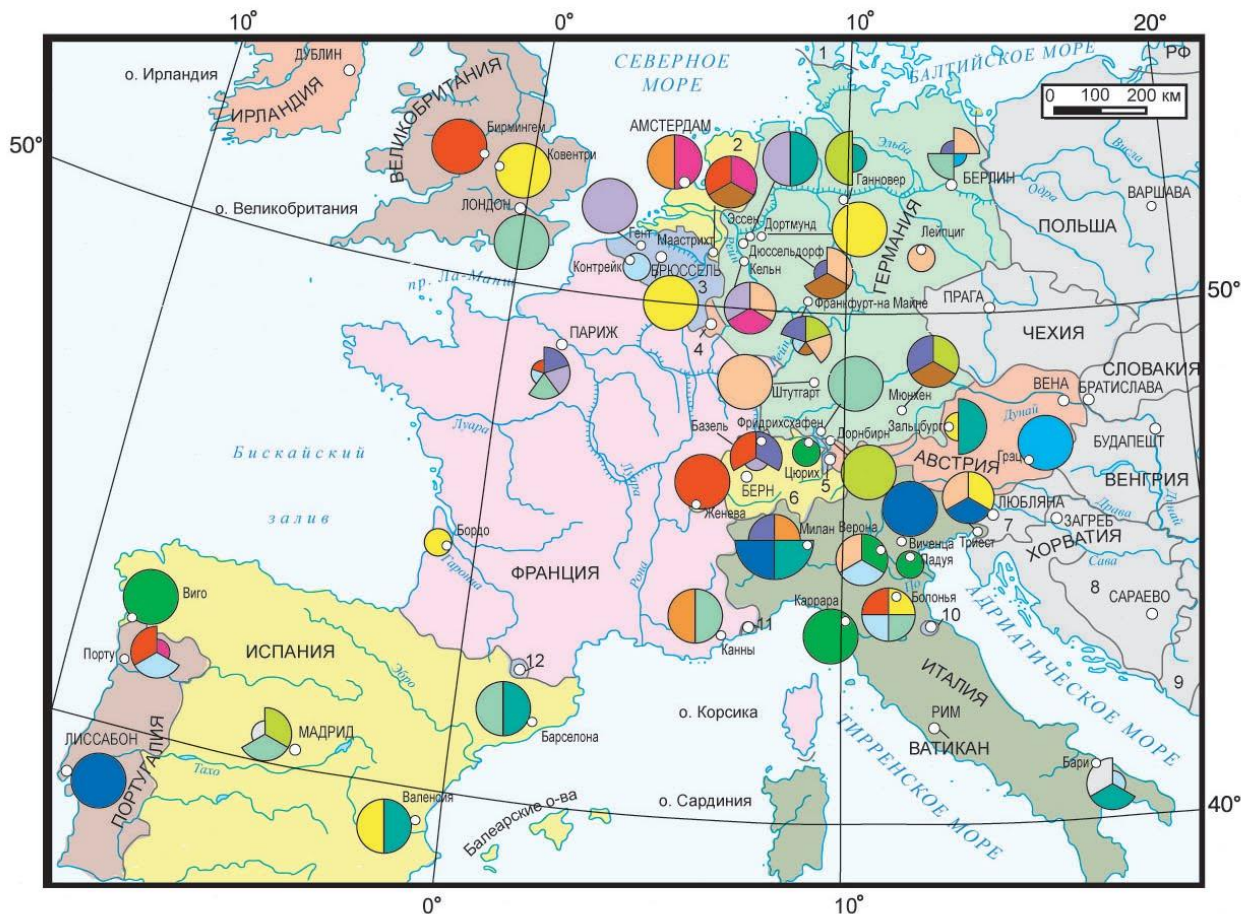 10°
0°
10°
20°
ДУБЛИН
о. Ирландия
ИРЛАНДИЯ
ВЕЛИКОБРИТАНИЯ
СЕВЕРНОЕ
МОРЕ
1
БАЛТИЙСКОЕ МОРЕ
РФ
0 100 200 км
50°
Бирмингем
Ковентри
АМСТЕРДАМ
2
Эльба
Ганновер
БЕРЛИН
Висла
Одра
ВАРШАВА
ПОЛЬША
о. Великобритания
ЛОНДОН
Гент
Маастрихт
Эссен
Дортмунд
Рейн
Дюссельдорф
Кельн
Лейпциг
ГЕРМАНИЯ
Контрейк
БРЮССЕЛЬ
3
пр. Ла-Манш
4
Франкфурт-на Майне
Рейн
ПРАГА
50°
ЧЕХИЯ
ПАРИЖ
СЛОВАКИЯ
Штутгарт
Мюнхен
ВЕНА
БРАТИСЛАВА
Дунай
Базель
Фридрихсхафен
Дорнбирн
Зальцбург
БУДАПЕШТ
Луара
Луара
Бискайский
залив
Цюрих
5
АВСТРИЯ
Грац
ВЕНГРИЯ
БЕРН
6
Женева
ЛЮБЛЯНА
Драва
Дунай
7
ЗАГРЕБ
Милан
Верона
Виченца
Триест
ХОРВАТИЯ
Бордо
Гаронна
ФРАНЦИЯ
Рона
Падуя
По
Сава
8
Виго
Болонья
САРАЕВО
Каррара
10
АДРИАТИЧЕСКОЕ МОРЕ
11
Канны
Порту
ИСПАНИЯ
12
Эбро
9
ИТАЛИЯ
о. Корсика
РИМ
ВАТИКАН
ЛИССАБОН
МАДРИД
Барселона
ПОРТУГАЛИЯ
Тахо
ТИРРЕНСКОЕ МОРЕ
Бари
Валенсия
Балеарские о-ва
о. Сардиния
40°
0°
10°